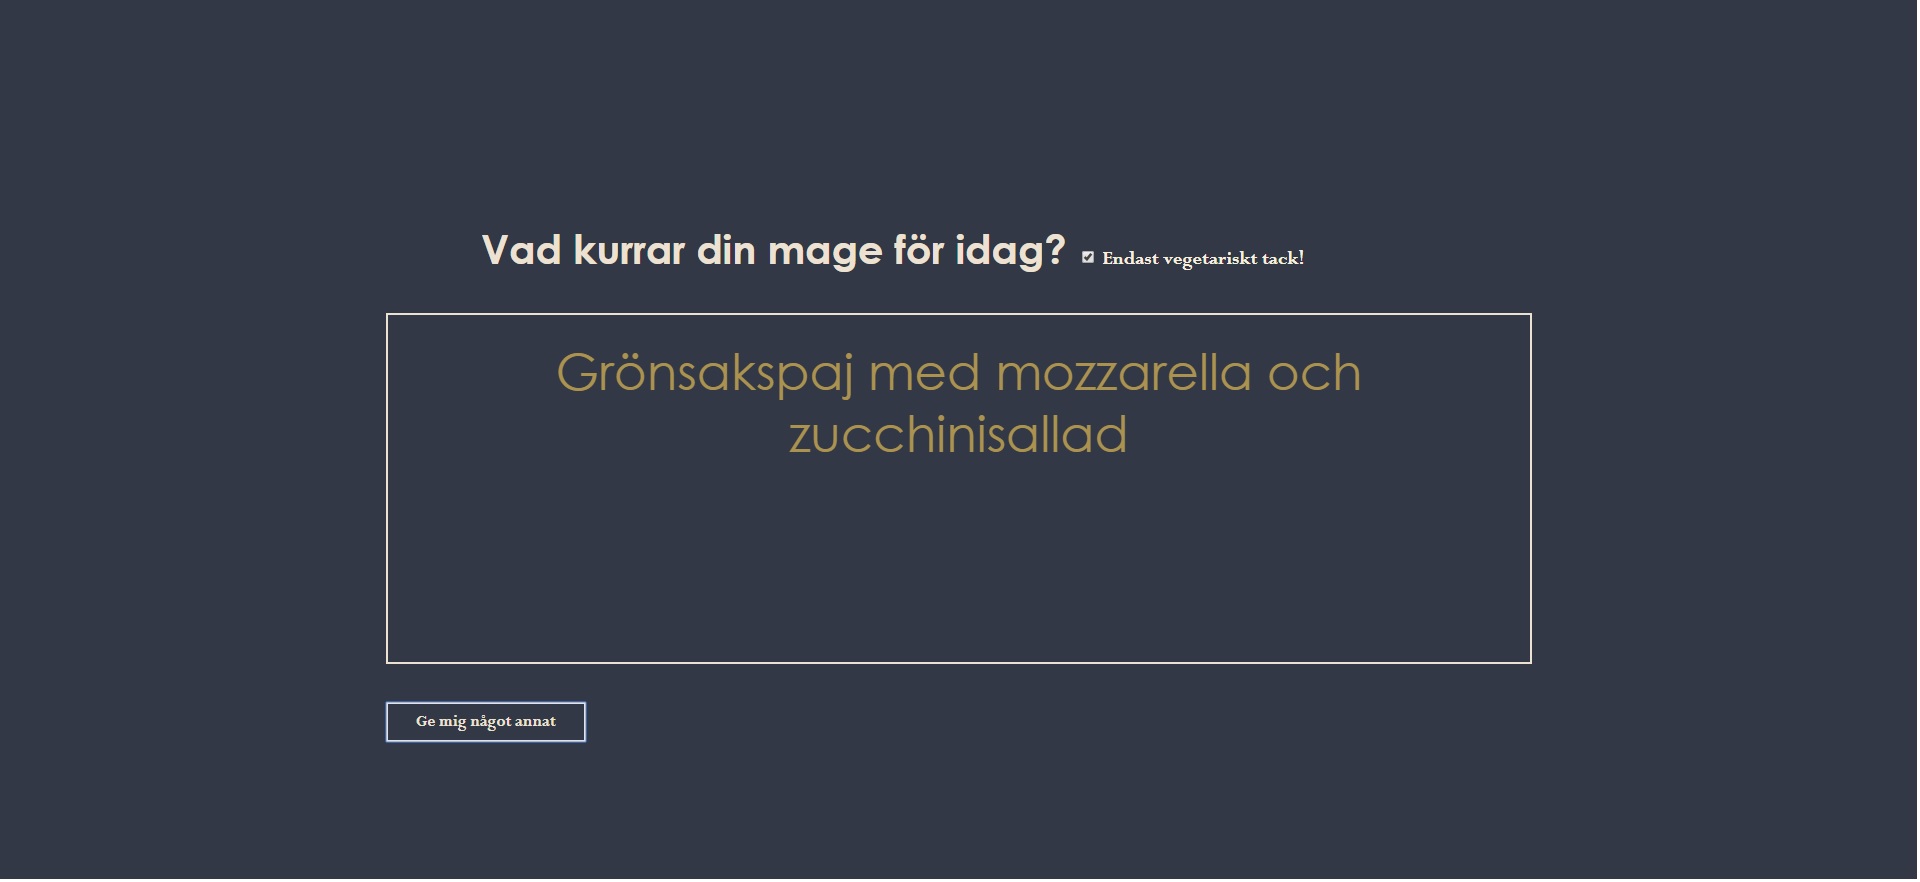 Vad kurrar din mage för idag? Endast vegetariskt tack!
Grönsakspaj med mozzarella och
zucchinisallad
Ge mig något annat